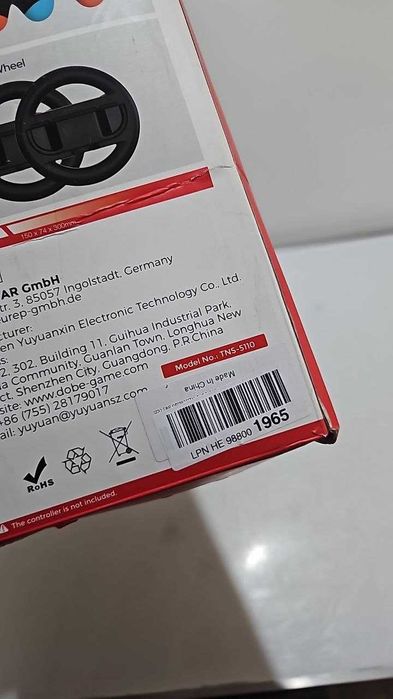 Wheel
150 x 74 x 300mm
AR GmbH
tr. 3, 85057 Ingolstadt, Germany
urep-gmbh.de
turer:
en Yuyuanxin Electronic Technology Co., Ltd.
s:
2, 302, Building 11, Guihua Industrial Park,
a Community, Guanlan Town, Longhua New
ct, Shenzhen City, Guangdong, P.R.China
site: www.dobe-game.com
+86 (755) 28179017
ail: yuyuan@yuyuansz.com
Model No.: TNS-5110
Made in China
LPN HE 98800 1965
RoHS
The controller is not included.